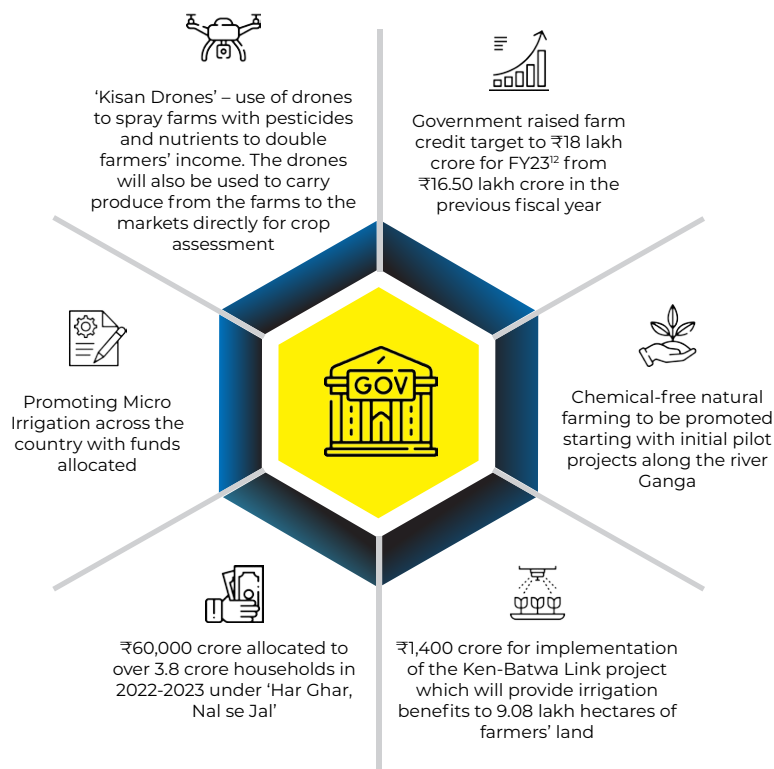 ‘Kisan Drones’ – use of drones
to spray farms with pesticides
and nutrients to double
farmers’ income. The drones
will also be used to carry
produce from the farms to the
markets directly for crop
assessment
Government raised farm
credit target to ₹18 lakh
crore for FY23¹² from
₹16.50 lakh crore in the
previous fiscal year
Promoting Micro
Irrigation across the
country with funds
allocated
GOV
Chemical-free natural
farming to be promoted
starting with initial pilot
projects along the river
Ganga
₹60,000 crore allocated to
over 3.8 crore households in
2022-2023 under ‘Har Ghar,
Nal se Jal’
₹1,400 crore for implementation
of the Ken-Batwa Link project
which will provide irrigation
benefits to 9.08 lakh hectares of
farmers’ land